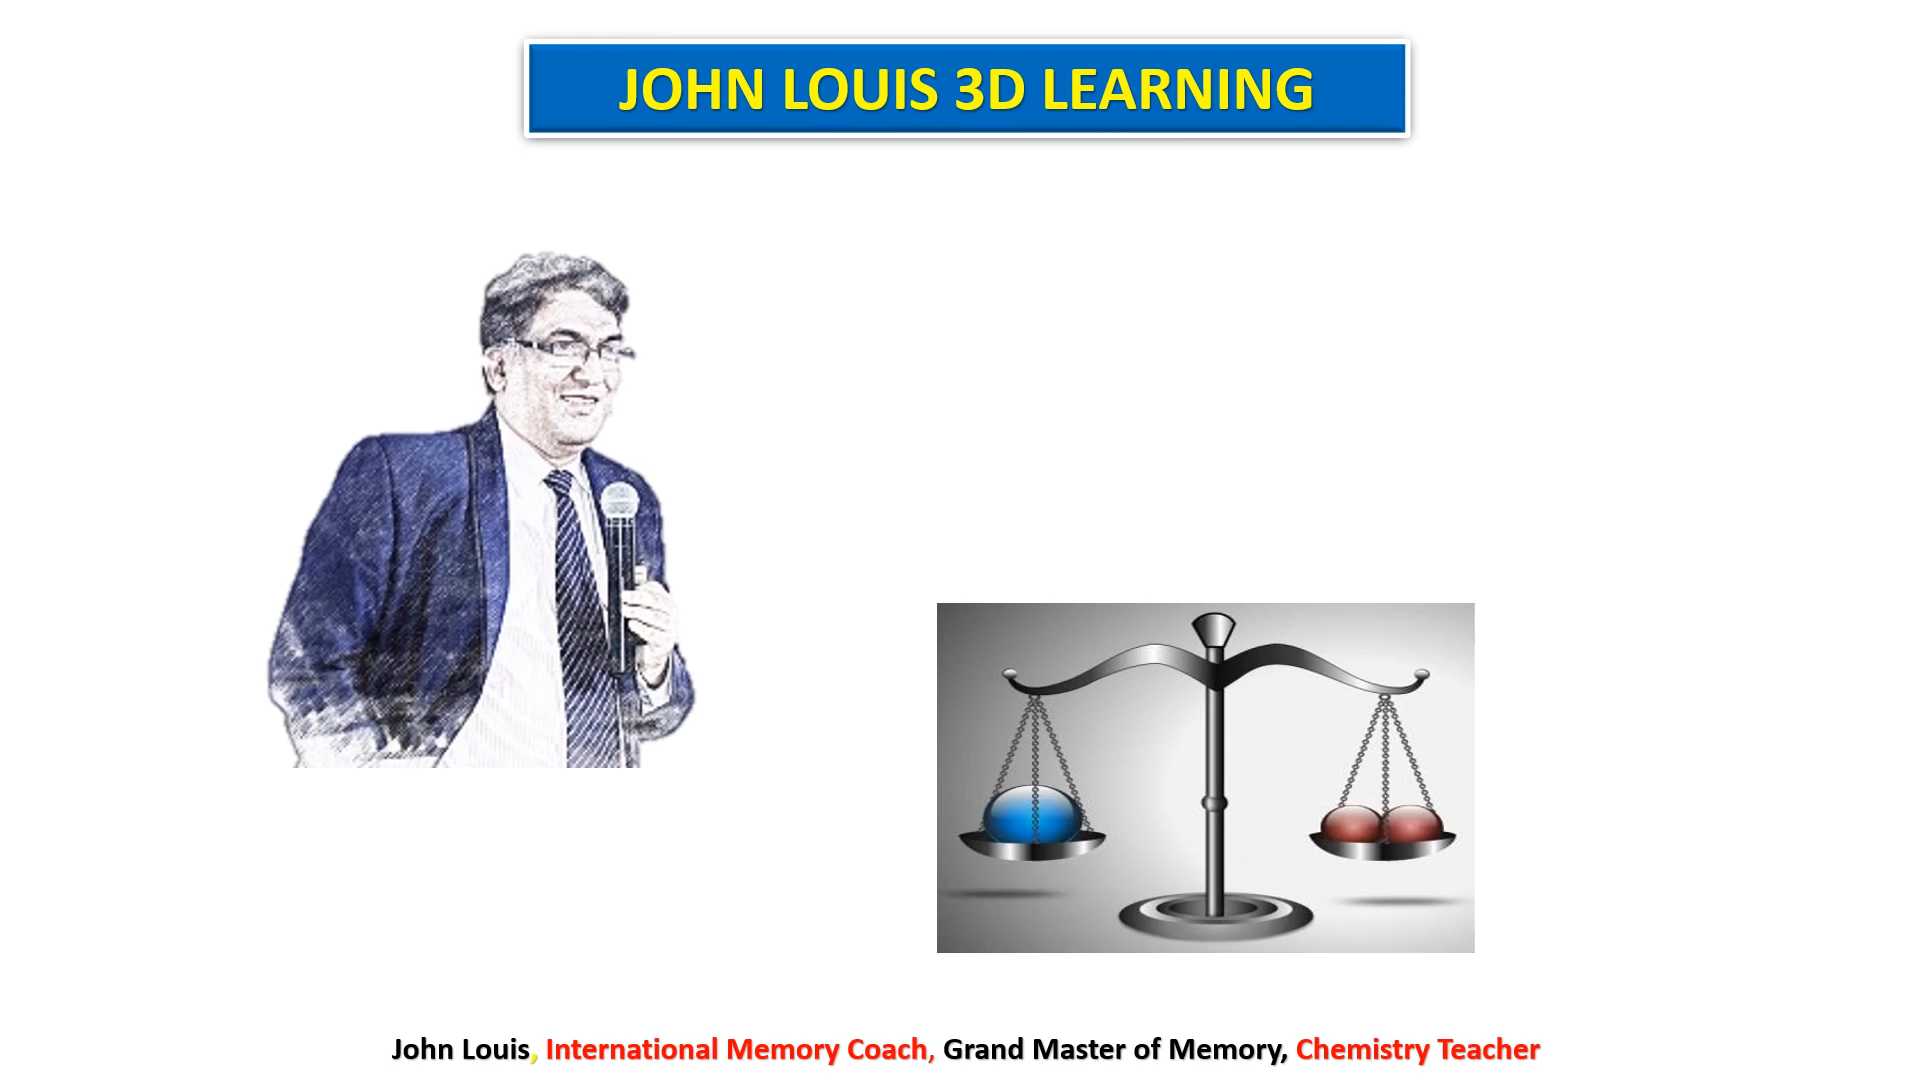 JOHN LOUIS 3D LEARNING
John Louis, International Memory Coach, Grand Master of Memory, Chemistry Teacher